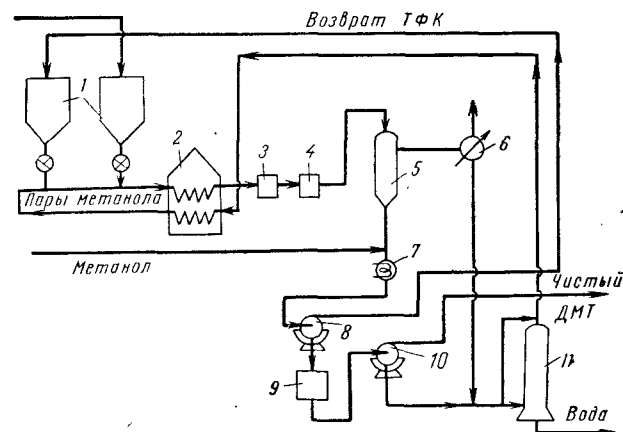 Возврат ТФК
1
2
3
4
5
6
Пары метанола
Метанол
7
Чистый
ДМТ
8
9
10
11
Вода